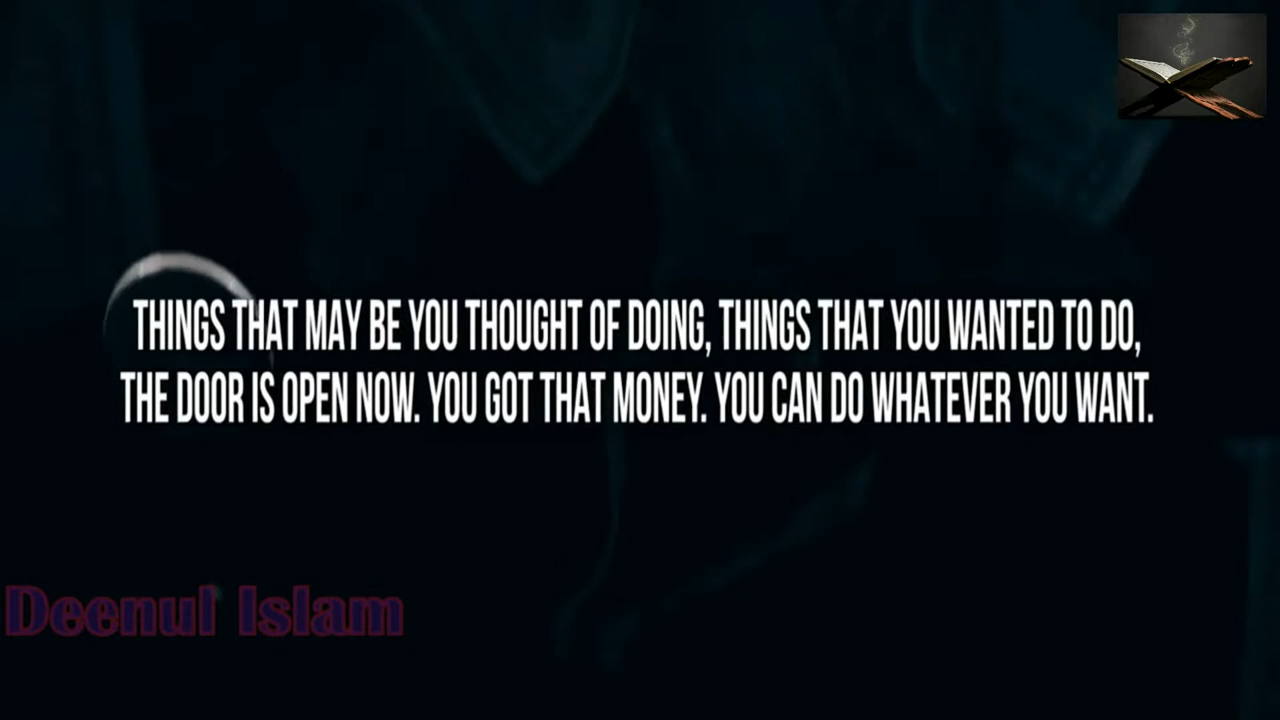 THINGS THAT MAY BE YOU THOUGHT OF DOING, THINGS THAT YOU WANTED TO DO,
THE DOOR IS OPEN NOW. YOU GOT THAT MONEY. YOU CAN DO WHATEVER YOU WANT.
Deenul Islam